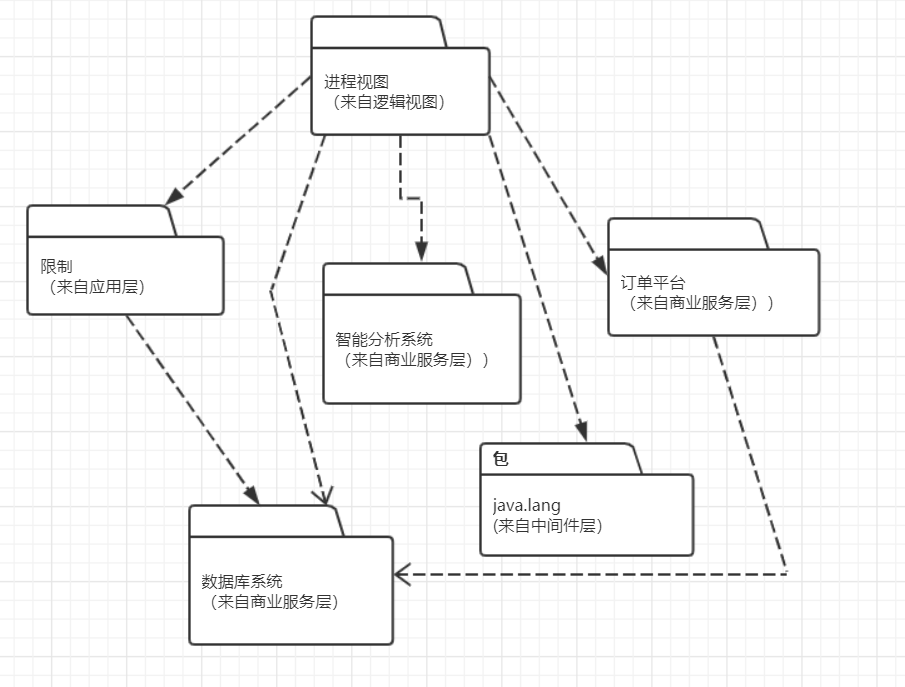 进程视图
（来自逻辑视图）
限制
（来自应用层）
订单平台
（来自商业服务层））
智能分析系统
（来自商业服务层））
包
java.lang
(来自中间件层）
数据库系统
（来自商业服务层）